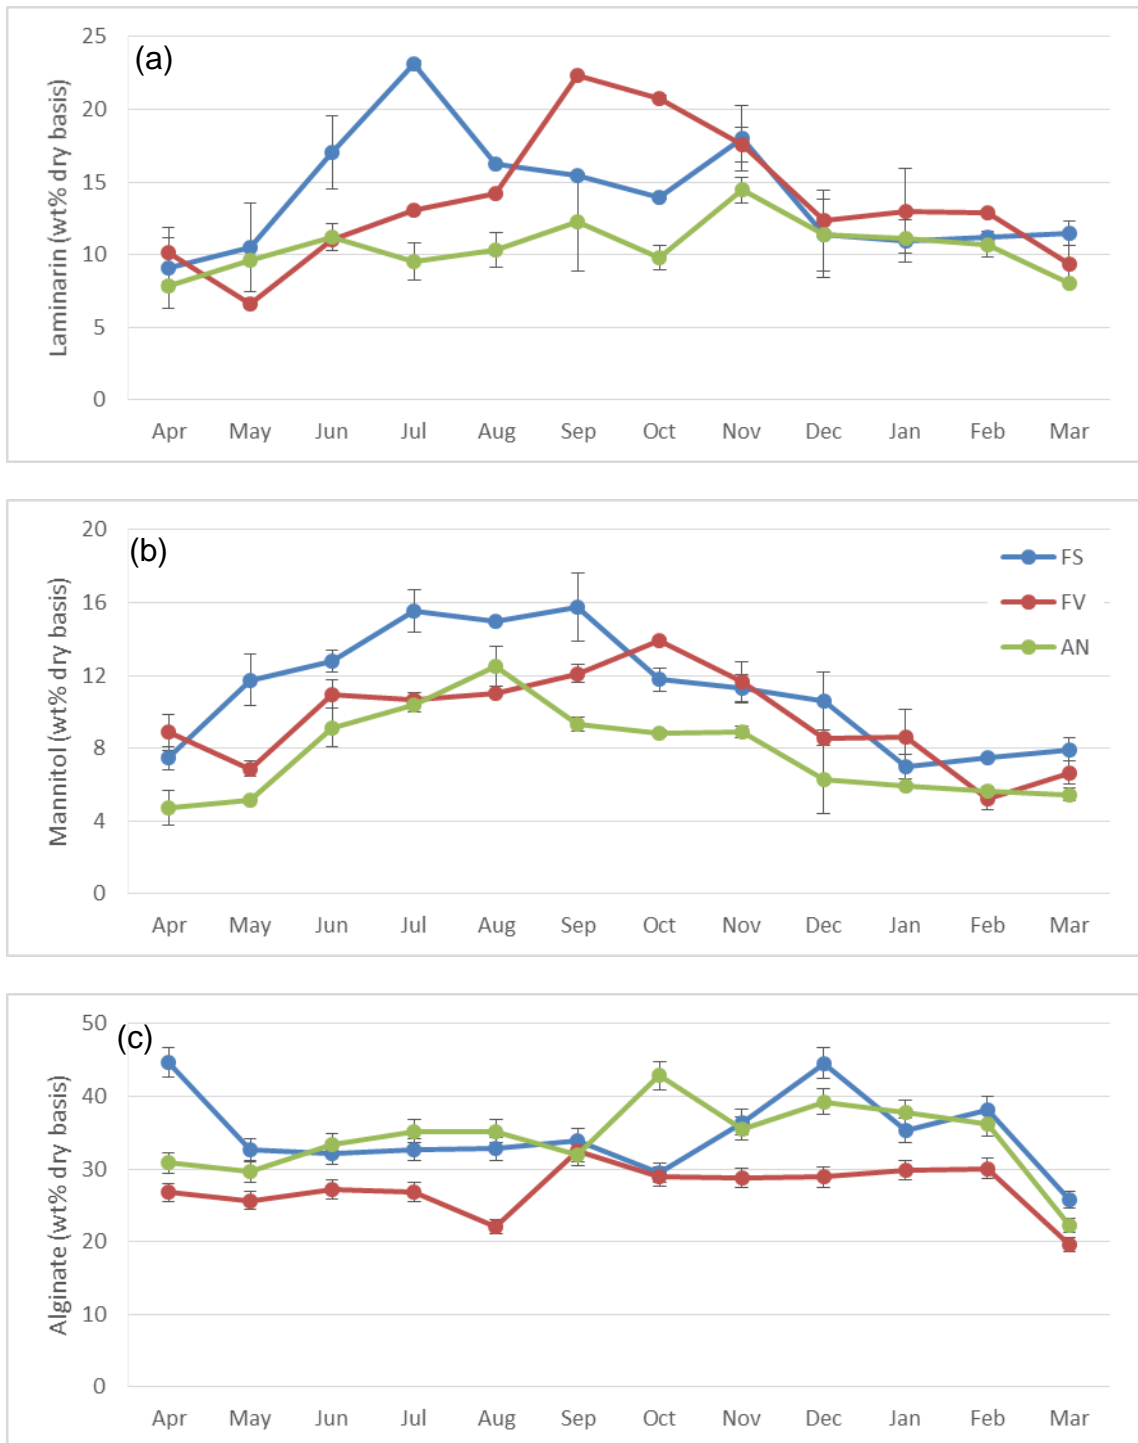 (a)
Laminarin (wt% dry basis)
25
20
15
10
5
0
Apr May Jun Jul Aug Sep Oct Nov Dec Jan Feb Mar
(b)
Mannitol (wt% dry basis)
20
16
12
8
4
0
FS
FV
AN
Apr May Jun Jul Aug Sep Oct Nov Dec Jan Feb Mar
(c)
Alginate (wt% dry basis)
50
40
30
20
10
0
Apr May Jun Jul Aug Sep Oct Nov Dec Jan Feb Mar